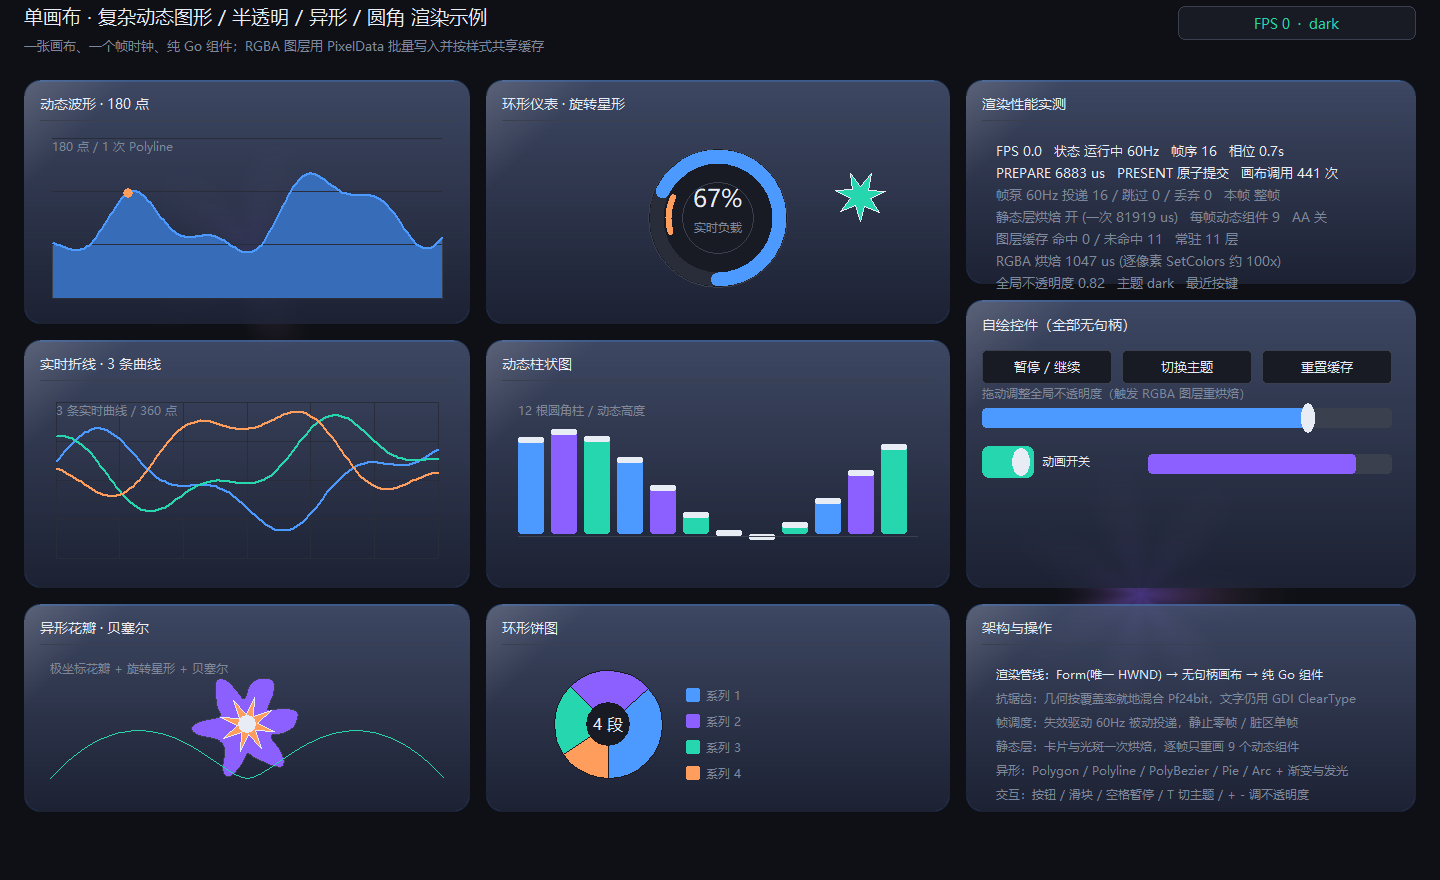 单画布 · 复杂动态图形 / 半透明 / 异形 / 圆角 渲染示例
一张画布、一个帧时钟、纯 Go 组件；RGBA 图层用 PixelData 批量写入并按样式共享缓存
FPS 0 · dark
动态波形 · 180 点
180 点 / 1 次 Polyline
环形仪表 · 旋转星形
67%
实时负载
渲染性能实测
FPS 0.0 状态 运行中 60Hz 帧序 16 相位 0.7s
PREPARE 6883 us PRESENT 原子提交 画布调用 441 次
帧泵 60Hz 投递 16 / 跳过 0 / 丢弃 0 本帧 整帧
静态层烘焙 开 (一次 81919 us) 每帧动态组件 9 AA 关
图层缓存 命中 0 / 未命中 11 常驻 11 层
RGBA 烘焙 1047 us (逐像素 SetColors 约 100x)
全局不透明度 0.82 主题 dark 最近按键
自绘控件（全部无句柄）
暂停 / 继续
切换主题
重置缓存
拖动调整全局不透明度（触发 RGBA 图层重烘焙）
动画开关
实时折线 · 3 条曲线
3 条实时曲线 / 360 点
动态柱状图
12 根圆角柱 / 动态高度
异形花瓣 · 贝塞尔
极坐标花瓣 + 旋转星形 + 贝塞尔
环形饼图
4 段
系列 1
系列 2
系列 3
系列 4
架构与操作
渲染管线：Form(唯一 HWND) → 无句柄画布 → 纯 Go 组件
抗锯齿：几何按覆盖率就地混合 Pf24bit，文字仍用 GDI ClearType
帧调度：失效驱动 60Hz 被动投递，静止零帧 / 脏区单帧
静态层：卡片与光斑一次烘焙，逐帧只重画 9 个动态组件
异形：Polygon / Polyline / PolyBezier / Pie / Arc + 渐变与发光
交互：按钮 / 滑块 / 空格暂停 / T 切主题 / + - 调不透明度